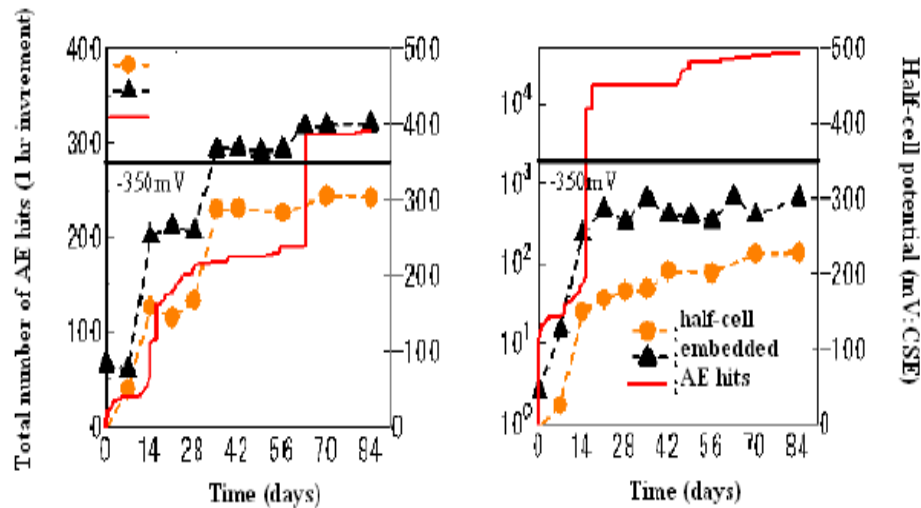 Total number of AE hits (1 hr invrement)
400
300
200
100
0
-500
-400
-300
-200
-100
0
-350mV
0 14 28 42 56 70 84
Time (days)
10^4
10^3
10^2
10^1
10^0
-500
-400
-300
-200
-100
0
-350mV
half-cell
embedded
AE hits
0 14 28 42 56 70 84
Time (days)
Half-cell potential (mV:CSE)